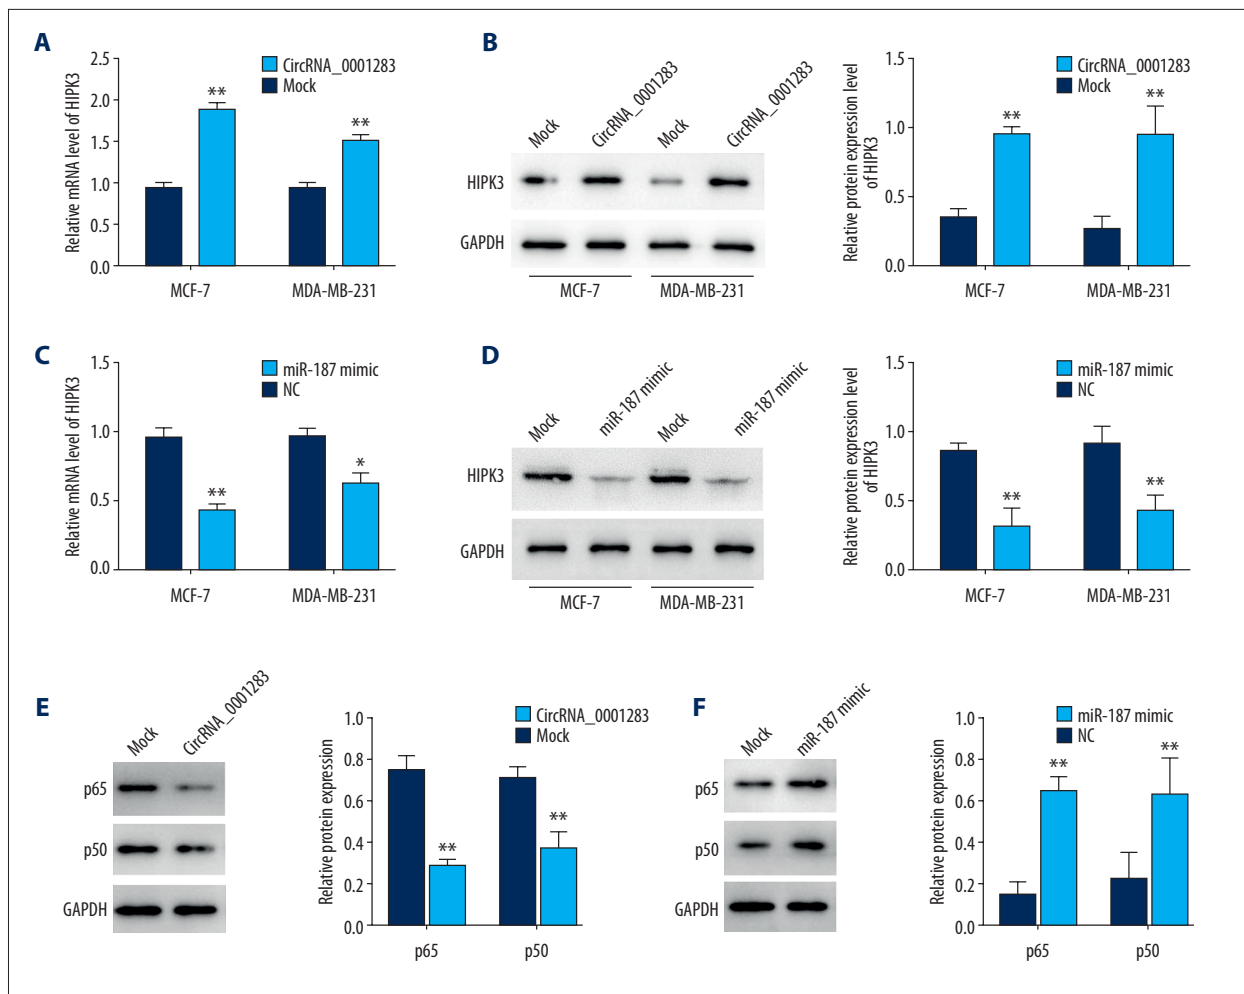 A
Relative mRNA level of HIPK3
2.5
2.0
1.5
1.0
0.5
0.0
CircRNA_0001283
Mock
**
**
MCF-7
MDA-MB-231
B
Mock
CircRNA_0001283
Mock
CircRNA_0001283
HIPK3
GAPDH
MCF-7
MDA-MB-231
Relative protein expression level
of HIPK3
1.5
1.0
0.5
0.0
CircRNA_0001283
Mock
**
**
MCF-7
MDA-MB-231
C
Relative mRNA level of HIPK3
1.5
1.0
0.5
0.0
miR-187 mimic
NC
**
*
MCF-7
MDA-MB-231
D
Mock
miR-187 mimic
Mock
miR-187 mimic
HIPK3
GAPDH
MCF-7
MDA-MB-231
Relative protein expression level
of HIPK3
1.5
1.0
0.5
0.0
miR-187 mimic
NC
**
**
MCF-7
MDA-MB-231
E
Mock
CircRNA_0001283
p65
p50
GAPDH
Relative protein expression
1.0
0.8
0.6
0.4
0.2
0.0
CircRNA_0001283
Mock
**
**
p65
p50
F
Mock
miR-187 mimic
p65
p50
GAPDH
Relative protein expression
1.0
0.8
0.6
0.4
0.2
0.0
miR-187 mimic
NC
**
**
p65
p50